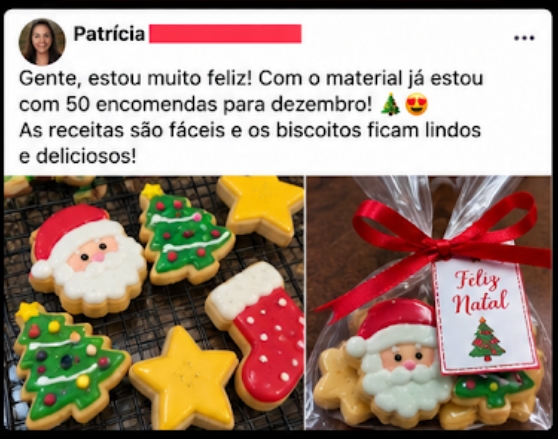 Patrícia
Gente, estou muito feliz! Com o material já estou
com 50 encomendas para dezembro! 🎄😍
As receitas são fáceis e os biscoitos ficam lindos
e deliciosos!
Feliz
Natal